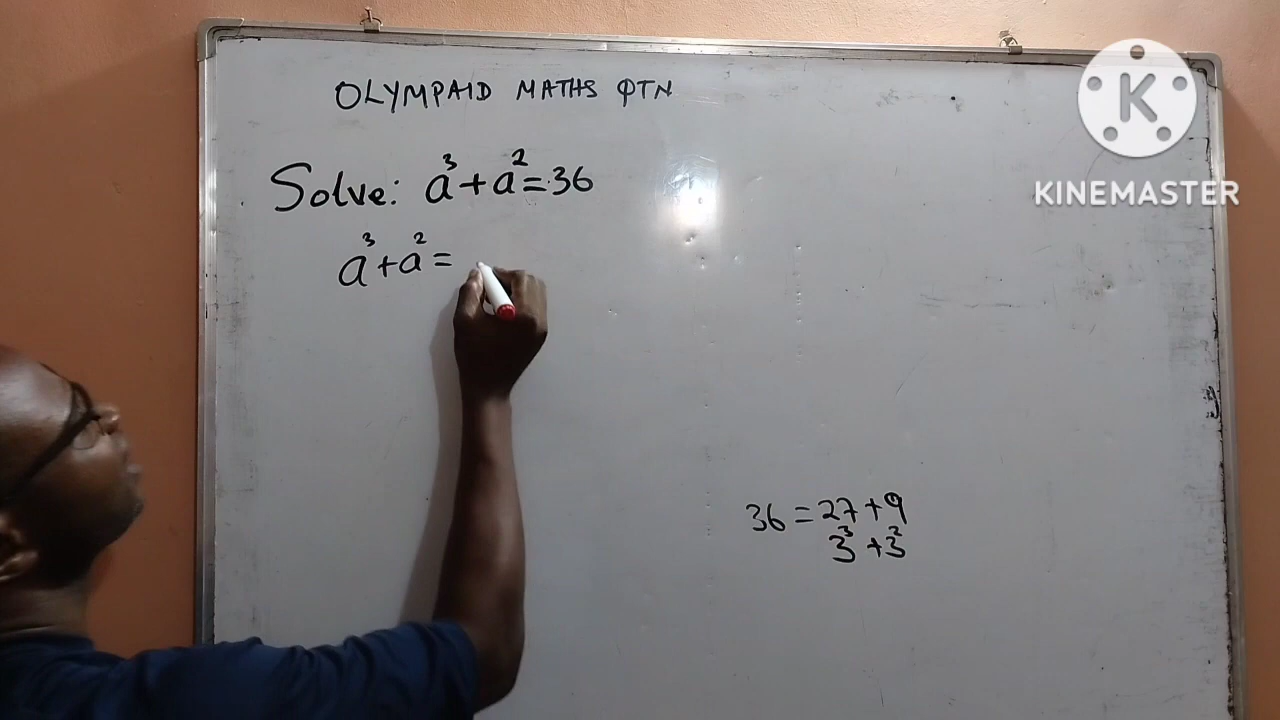 OLYMPAID MATHS QTN
Solve: a³+a²=36
a³+a²=
36=27+9
3³+3²
KINEMASTER